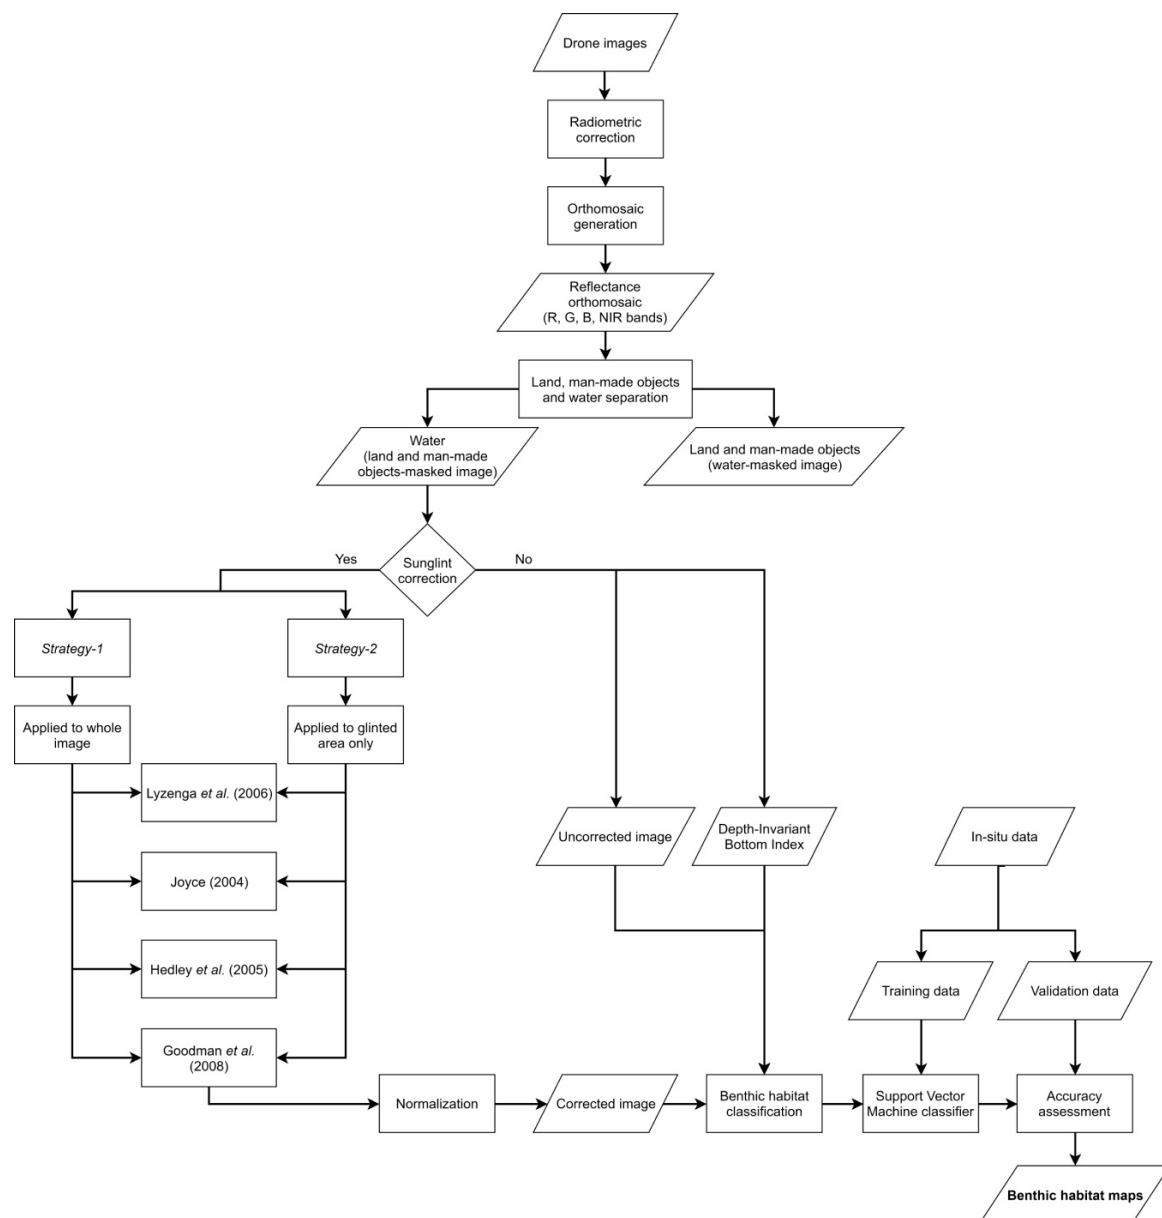 Drone images
Radiometric
correction
Orthomosaic
generation
Reflectance
orthomosaic
(R, G, B, NIR bands)
Land, man-made objects
and water separation
Water
(land and man-made
objects-masked image)
Land and man-made objects
(water-masked image)
Yes
Sunglint
correction
No
Strategy-1
Strategy-2
Applied to whole
image
Applied to glinted
area only
Lyzenga et al. (2006)
Joyce (2004)
Hedley et al. (2005)
Goodman et al.
(2008)
Uncorrected image
Depth-Invariant
Bottom Index
In-situ data
Training data
Validation data
Normalization
Corrected image
Benthic habitat
classification
Support Vector
Machine classifier
Accuracy
assessment
Benthic habitat maps